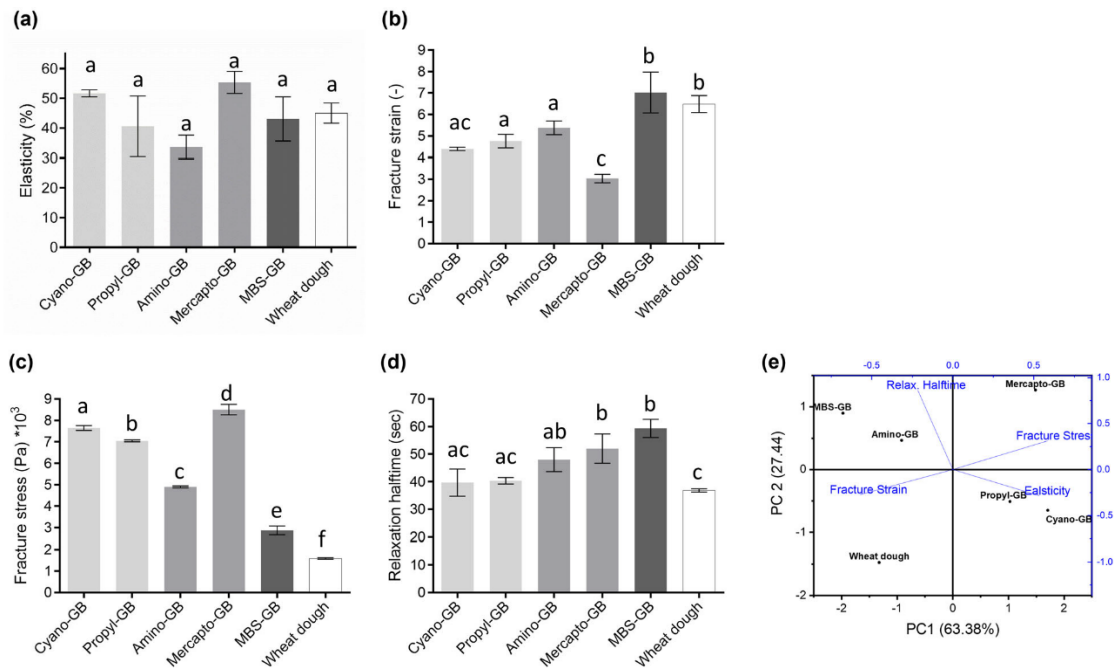 (a)
Elasticity (%)
60
50
40
30
20
10
0
a
a
a
a
a
a
Cyano-GB
Propyl-GB
Amino-GB
Mercapto-GB
MBS-GB
Wheat dough
(b)
Fracture strain (-)
9
8
7
6
5
4
3
2
1
0
ac
a
a
c
b
b
Cyano-GB
Propyl-GB
Amino-GB
Mercapto-GB
MBS-GB
Wheat dough
(c)
Fracture stress (Pa) *10³
9
8
7
6
5
4
3
2
1
0
a
b
c
d
e
f
Cyano-GB
Propyl-GB
Amino-GB
Mercapto-GB
MBS-GB
Wheat dough
(d)
Relaxation halftime (sec)
70
60
50
40
30
20
10
0
ac
ac
ab
b
b
c
Cyano-GB
Propyl-GB
Amino-GB
Mercapto-GB
MBS-GB
Wheat dough
(e)
-0.5
0.0
0.5
1.0
0.5
0.0
-0.5
-1.0
PC 2 (27.44)
1
0
-1
-2
Relax. Halftime
Mercapto-GB
MBS-GB
Amino-GB
Fracture Stres
Fracture Strain
Ealsticity
Propyl-GB
Cyano-GB
Wheat dough
-2
-1
0
1
2
PC1 (63.38%)